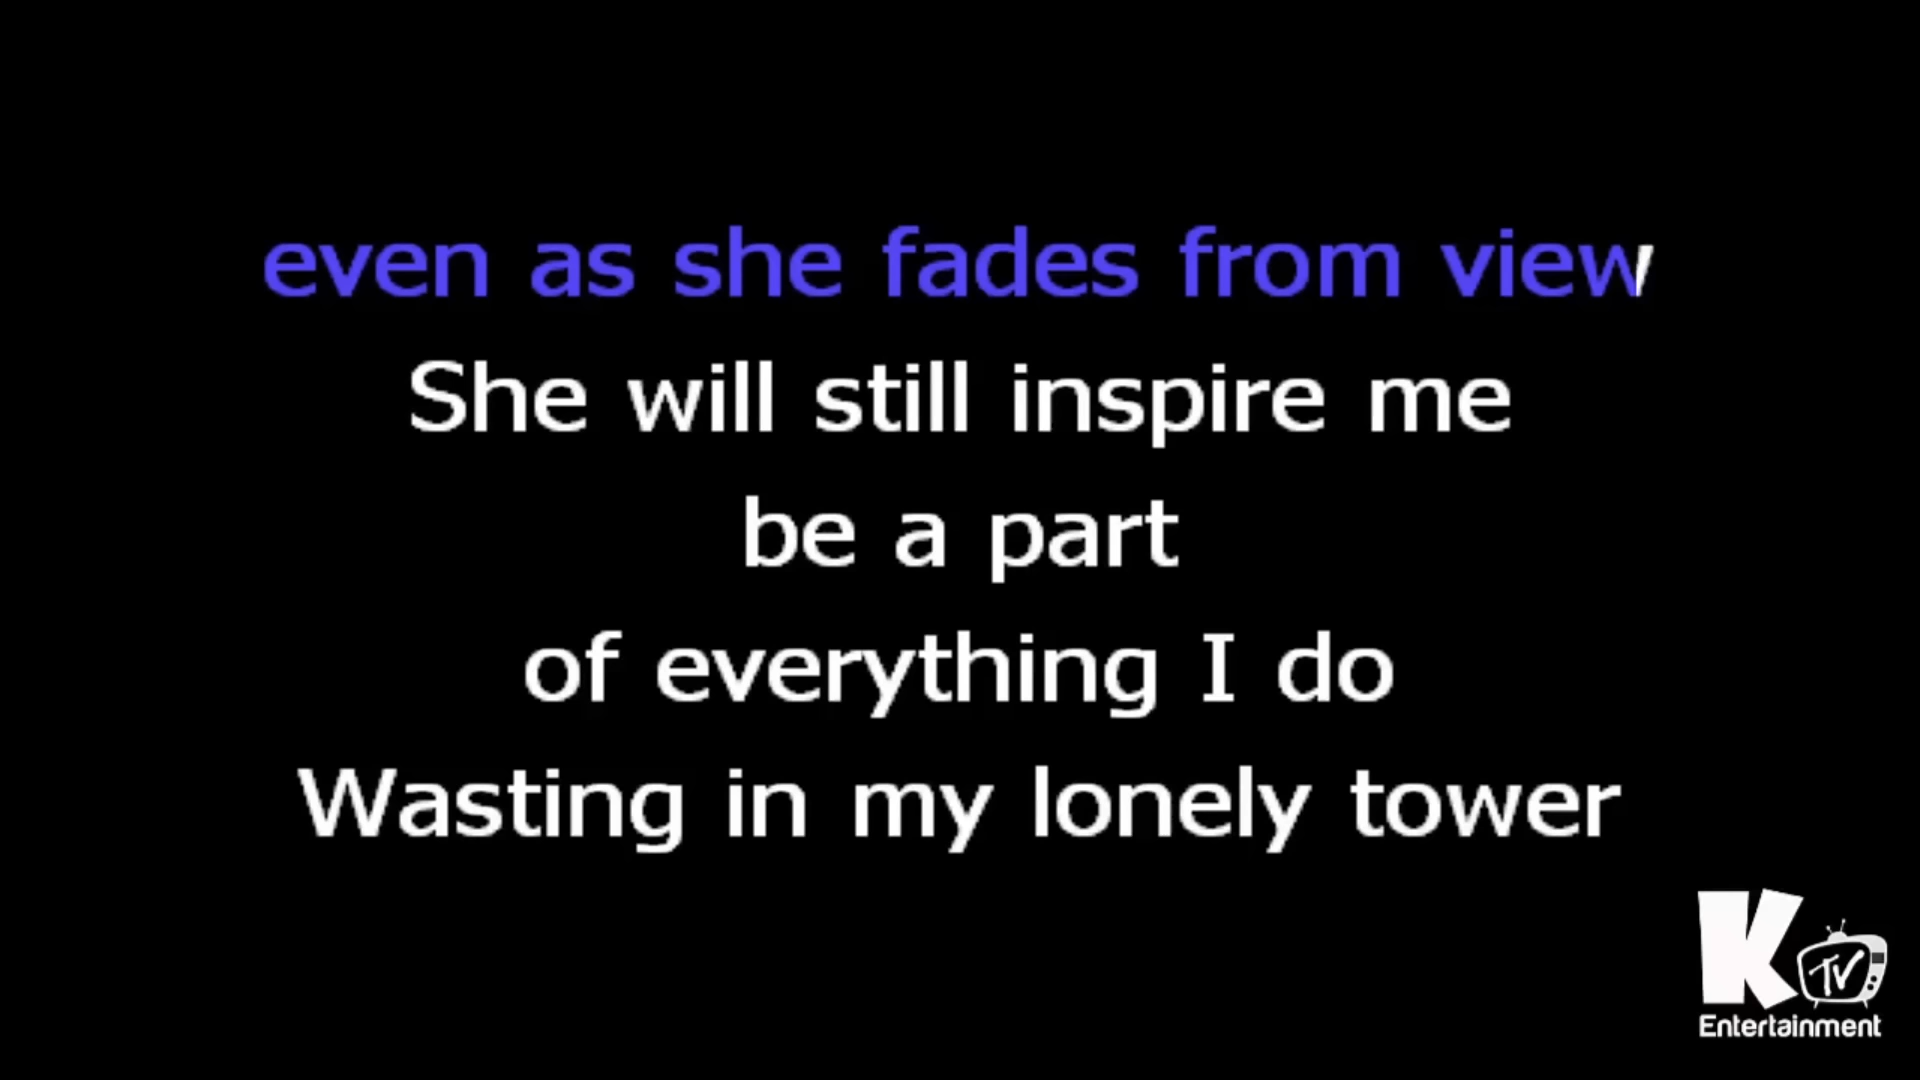 even as she fades from view
She will still inspire me
be a part
of everything I do
Wasting in my lonely tower
K TV
Entertainment